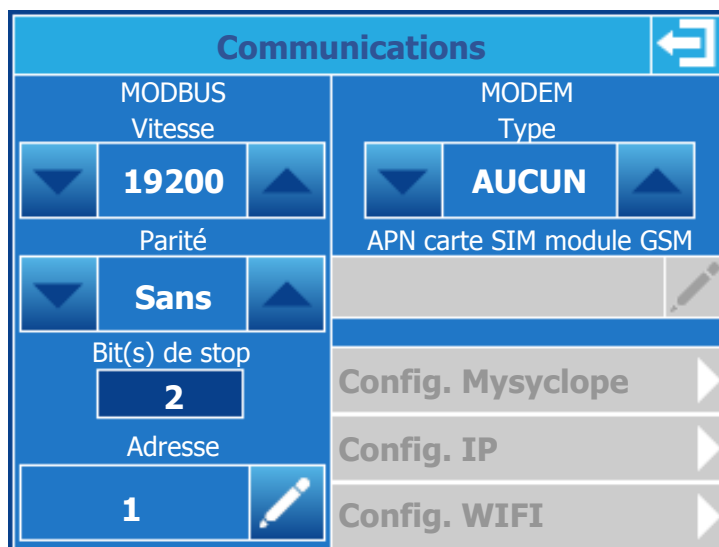 Communications
MODBUS
Vitesse
19200
Parité
Sans
Bit(s) de stop
2
Adresse
1
MODEM
Type
AUCUN
APN carte SIM module GSM
Config. Mysyclope
Config. IP
Config. WIFI